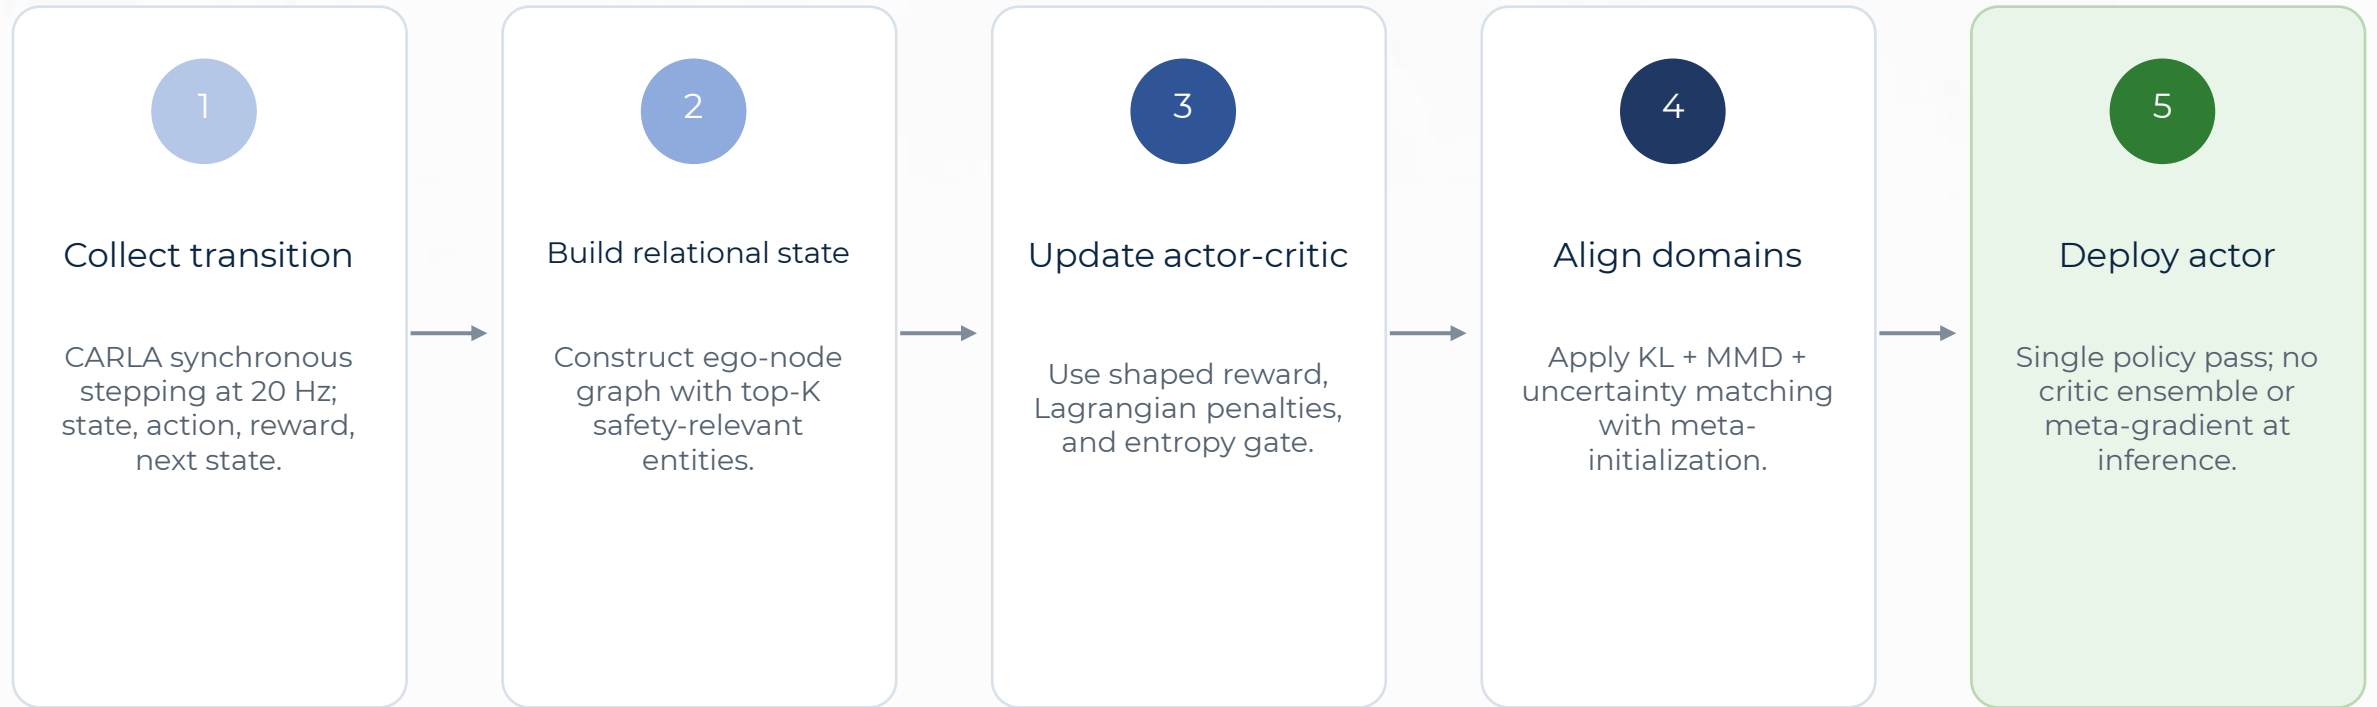 1
Collect transition
CARLA synchronous
stepping at 20 Hz;
state, action, reward,
next state.
2
Build relational state
Construct ego-node
graph with top-K
safety-relevant
entities.
3
Update actor-critic
Use shaped reward,
Lagrangian penalties,
and entropy gate.
4
Align domains
Apply KL + MMD +
uncertainty matching
with meta-
initialization.
5
Deploy actor
Single policy pass; no
critic ensemble or
meta-gradient at
inference.